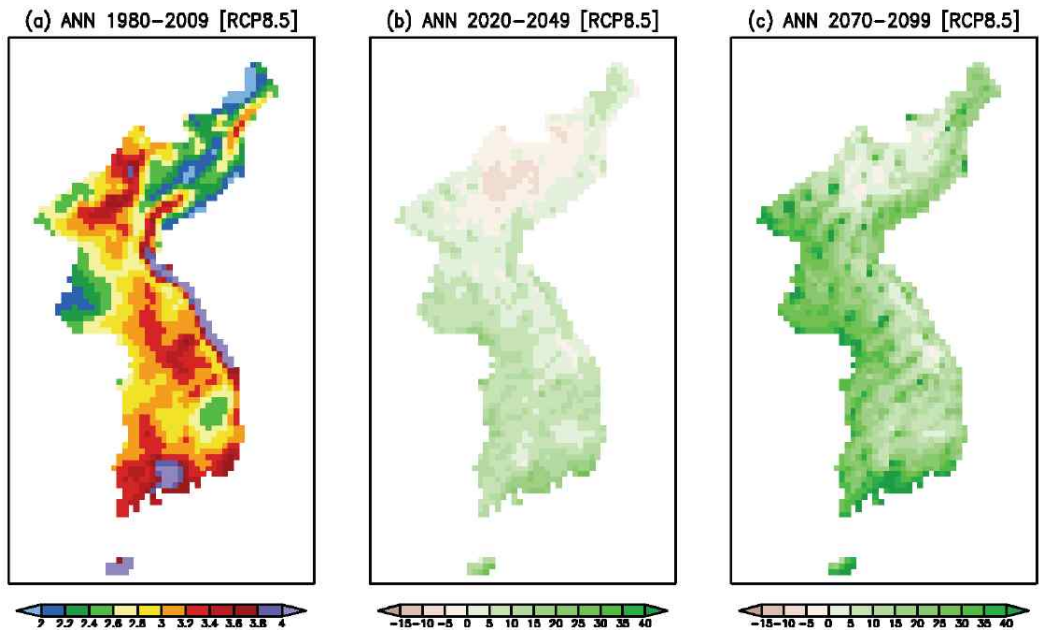 (a) ANN 1980-2009 [RCP8.5]
(b) ANN 2020-2049 [RCP8.5]
(c) ANN 2070-2099 [RCP8.5]
2 2.2 2.4 2.6 2.8 3 3.2 3.4 3.6 3.8 4
-15 -10 -5 0 5 10 15 20 25 30 35 40
-15 -10 -5 0 5 10 15 20 25 30 35 40